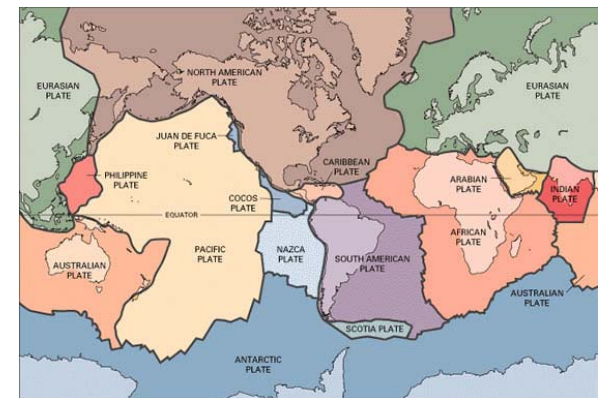 NORTH AMERICAN
PLATE
EURASIAN
PLATE
EURASIAN
PLATE
JUAN DE FUCA
PLATE
CARIBBEAN
PLATE
PHILIPPINE
PLATE
ARABIAN
PLATE
INDIAN
PLATE
COCOS
PLATE
EQUATOR
AFRICAN
PLATE
PACIFIC
PLATE
NAZCA
PLATE
SOUTH AMERICAN
PLATE
AUSTRALIAN
PLATE
AUSTRALIAN
PLATE
SCOTIA PLATE
ANTARCTIC
PLATE